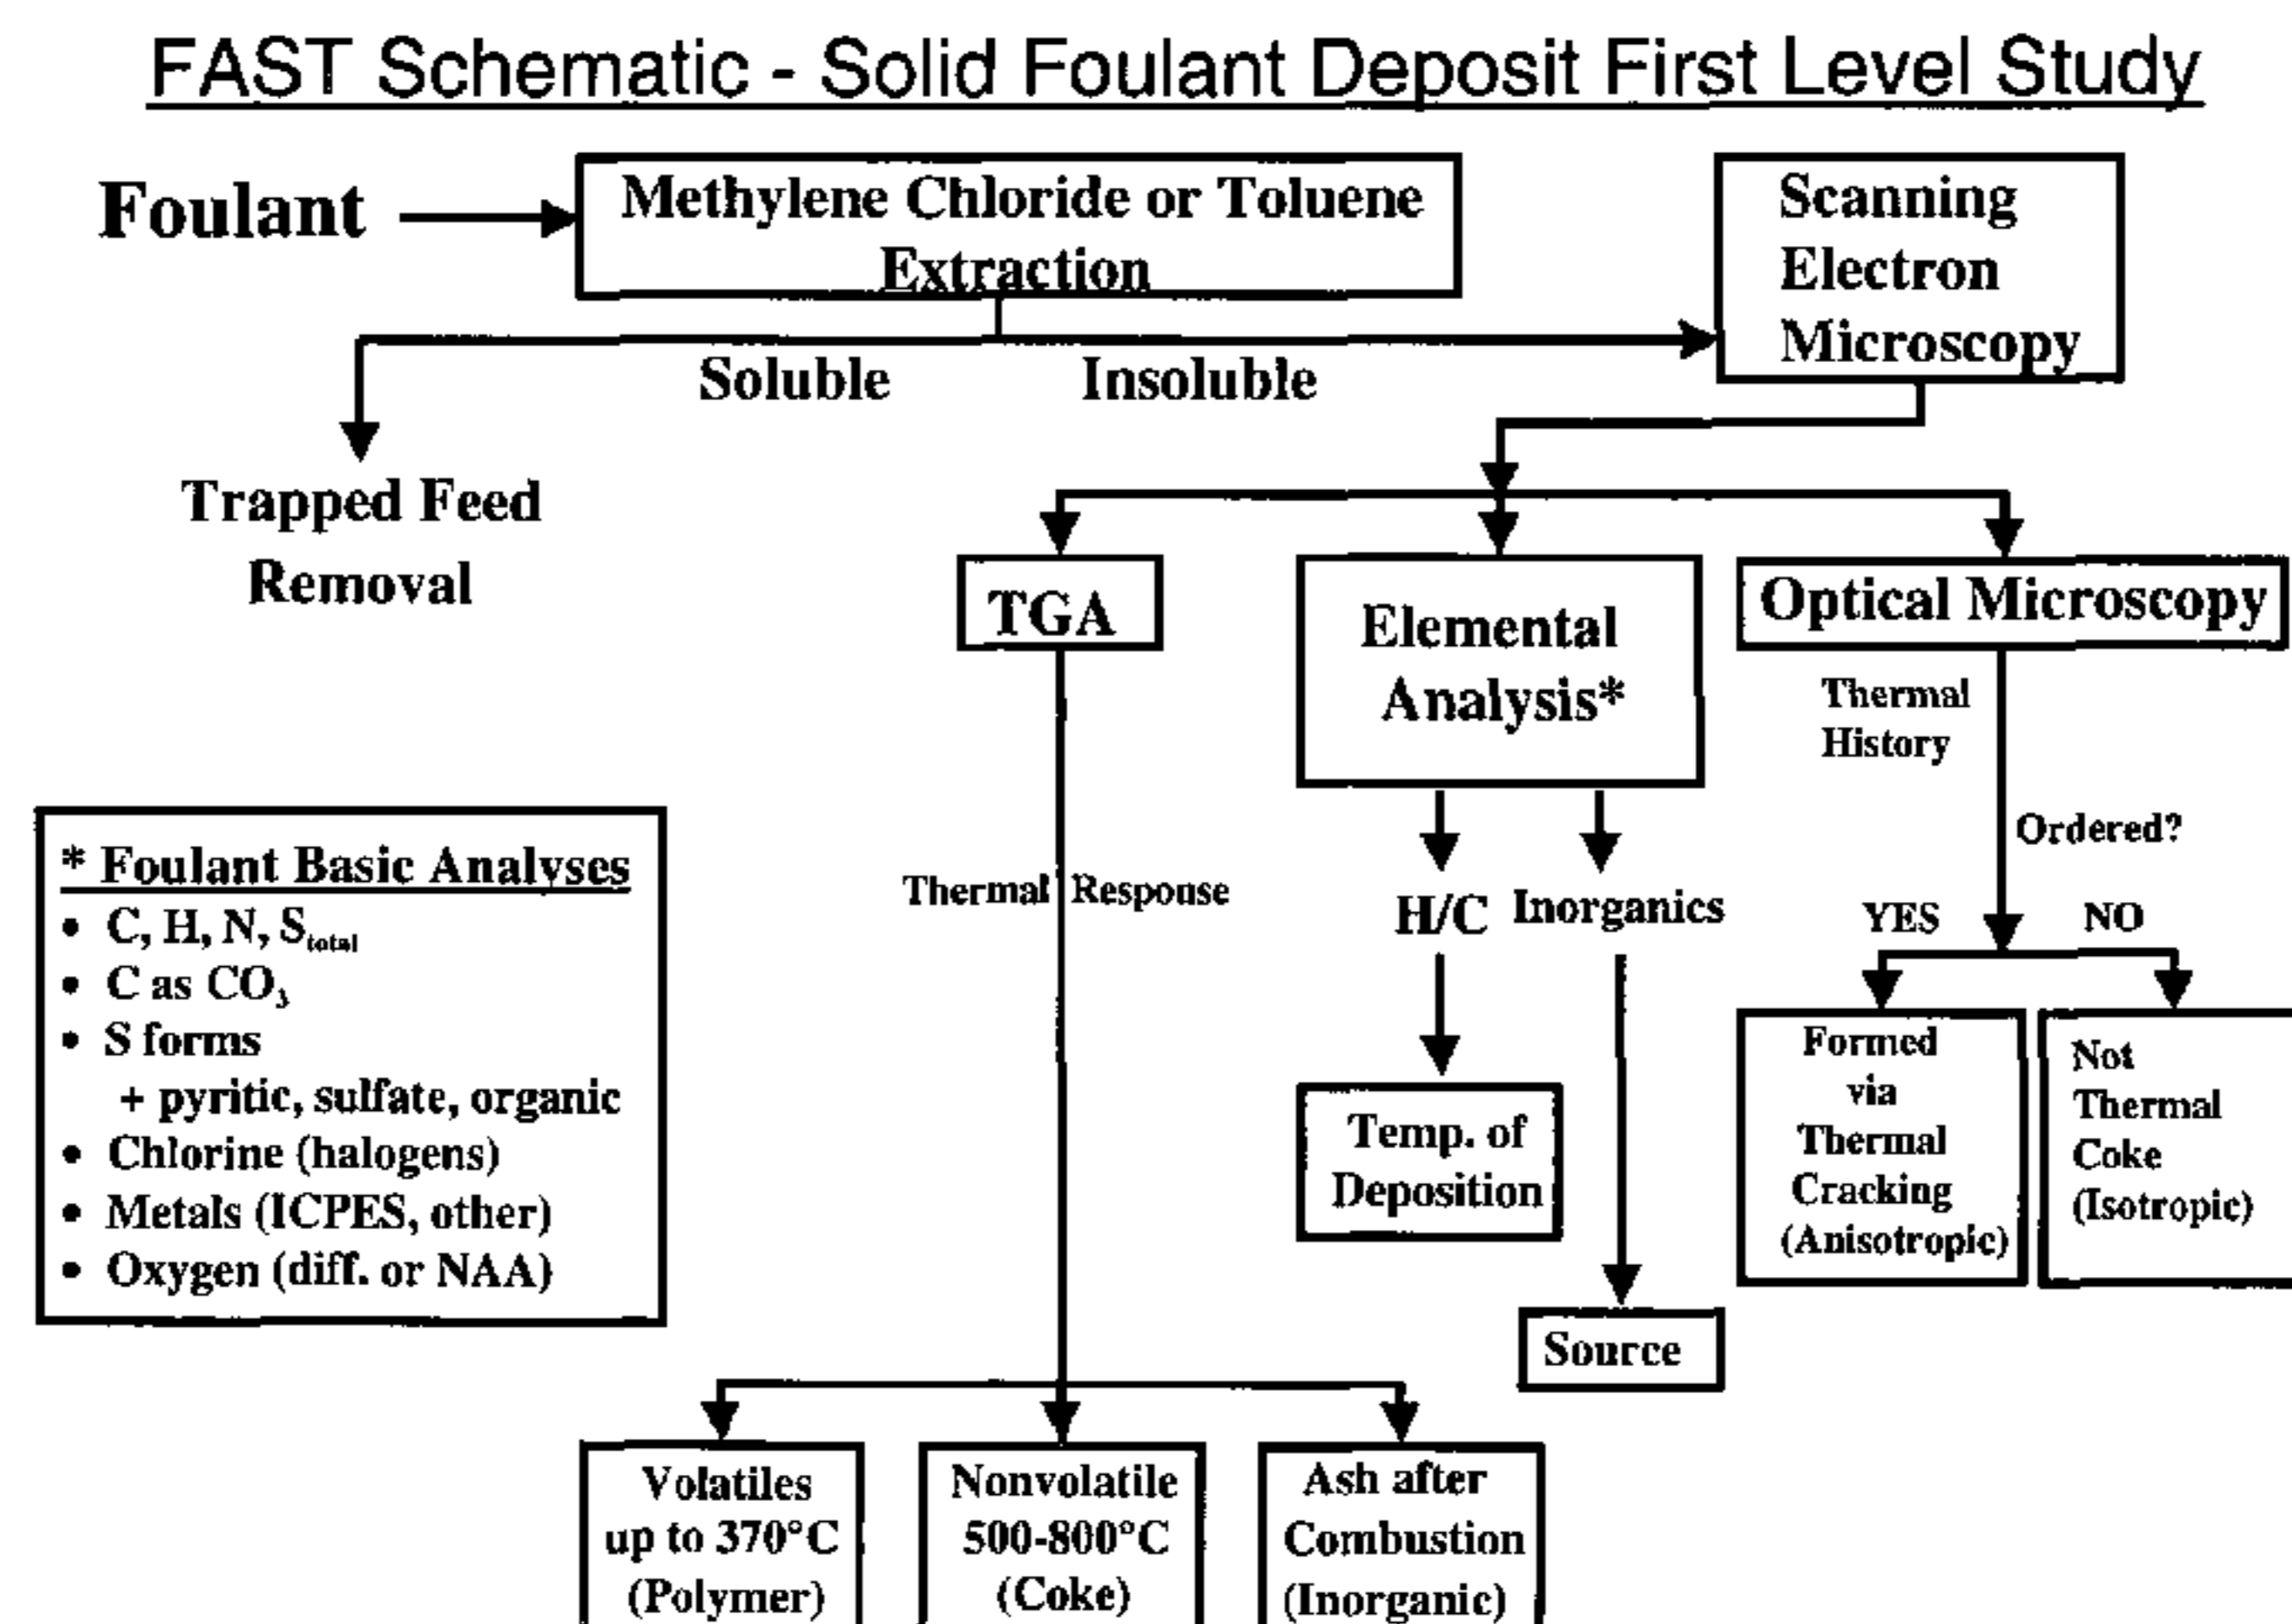 FAST Schematic - Solid Foulant Deposit First Level Study
Foulant
Methylene Chloride or Toluene
Extraction
Scanning
Electron
Microscopy
Soluble
Insoluble
Trapped Feed
Removal
TGA
Elemental
Analysis*
Optical Microscopy
Thermal
History
Ordered?
YES
NO
Thermal Response
H/C
Inorganics
* Foulant Basic Analyses
• C, H, N, Stotal
• C as CO3
• S forms
+ pyritic, sulfate, organic
• Chlorine (halogens)
• Metals (ICPES, other)
• Oxygen (diff. or NAA)
Temp. of
Deposition
Source
Formed
via
Thermal
Cracking
(Anisotropic)
Not
Thermal
Coke
(Isotropic)
Volatiles
up to 370°C
(Polymer)
Nonvolatile
500-800°C
(Coke)
Ash after
Combustion
(Inorganic)